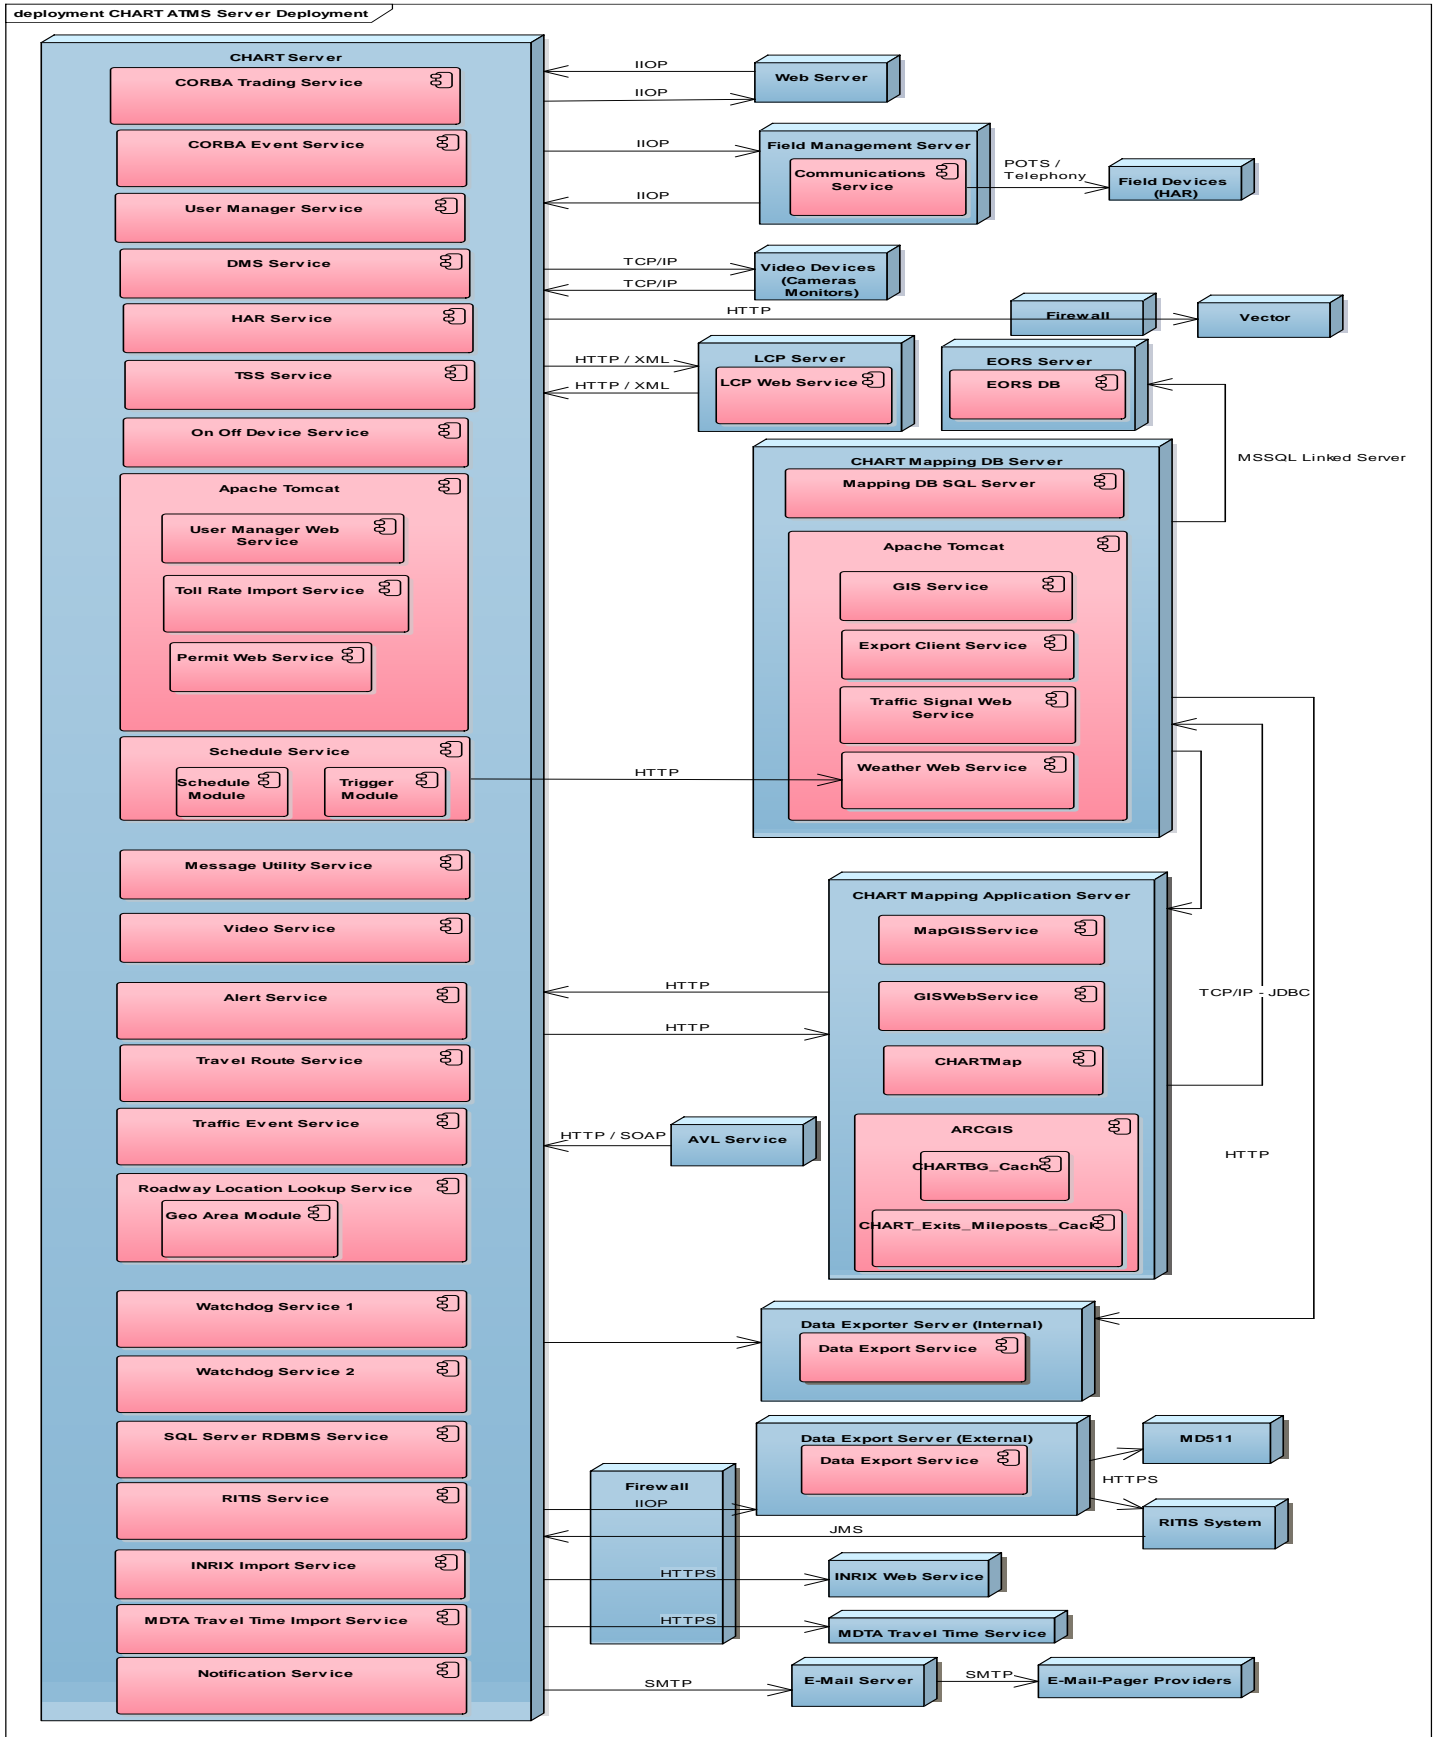 deployment CHART ATMS Server Deployment
CHART Server
CORBA Trading Service
CORBA Event Service
User Manager Service
DMS Service
HAR Service
TSS Service
On Off Device Service
Apache Tomcat
User Manager Web
Service
Toll Rate Import Service
Permit Web Service
Schedule Service
Schedule
Module
Trigger
Module
Message Utility Service
Video Service
Alert Service
Travel Route Service
Traffic Event Service
Roadway Location Lookup Service
Geo Area Module
Watchdog Service 1
Watchdog Service 2
SQL Server RDBMS Service
RITIS Service
INRIX Import Service
MDTA Travel Time Import Service
Notification Service
IIOP
IIOP
Web Server
IIOP
IIOP
Field Management Server
Communications
Service
POTS /
Telephony
Field Devices
(HAR)
TCP/IP
TCP/IP
Video Devices
(Cameras
Monitors)
HTTP
Firewall
Vector
HTTP / XML
HTTP / XML
LCP Server
LCP Web Service
EORS Server
EORS DB
MSSQL Linked Server
CHART Mapping DB Server
Mapping DB SQL Server
Apache Tomcat
GIS Service
Export Client Service
Traffic Signal Web
Service
Weather Web Service
HTTP
CHART Mapping Application Server
MapGISService
GISWebService
CHARTMap
ARCGIS
CHARTBG_Cach
CHART_Exits_Mileposts_Cach
HTTP
HTTP
TCP/IP - JDBC
HTTP
HTTP / SOAP
AVL Service
Data Exporter Server (Internal)
Data Export Service
Data Export Server (External)
Data Export Service
MD511
HTTPS
RITIS System
Firewall
IIOP
JMS
HTTPS
INRIX Web Service
HTTPS
MDTA Travel Time Service
SMTP
E-Mail Server
SMTP
E-Mail-Pager Providers